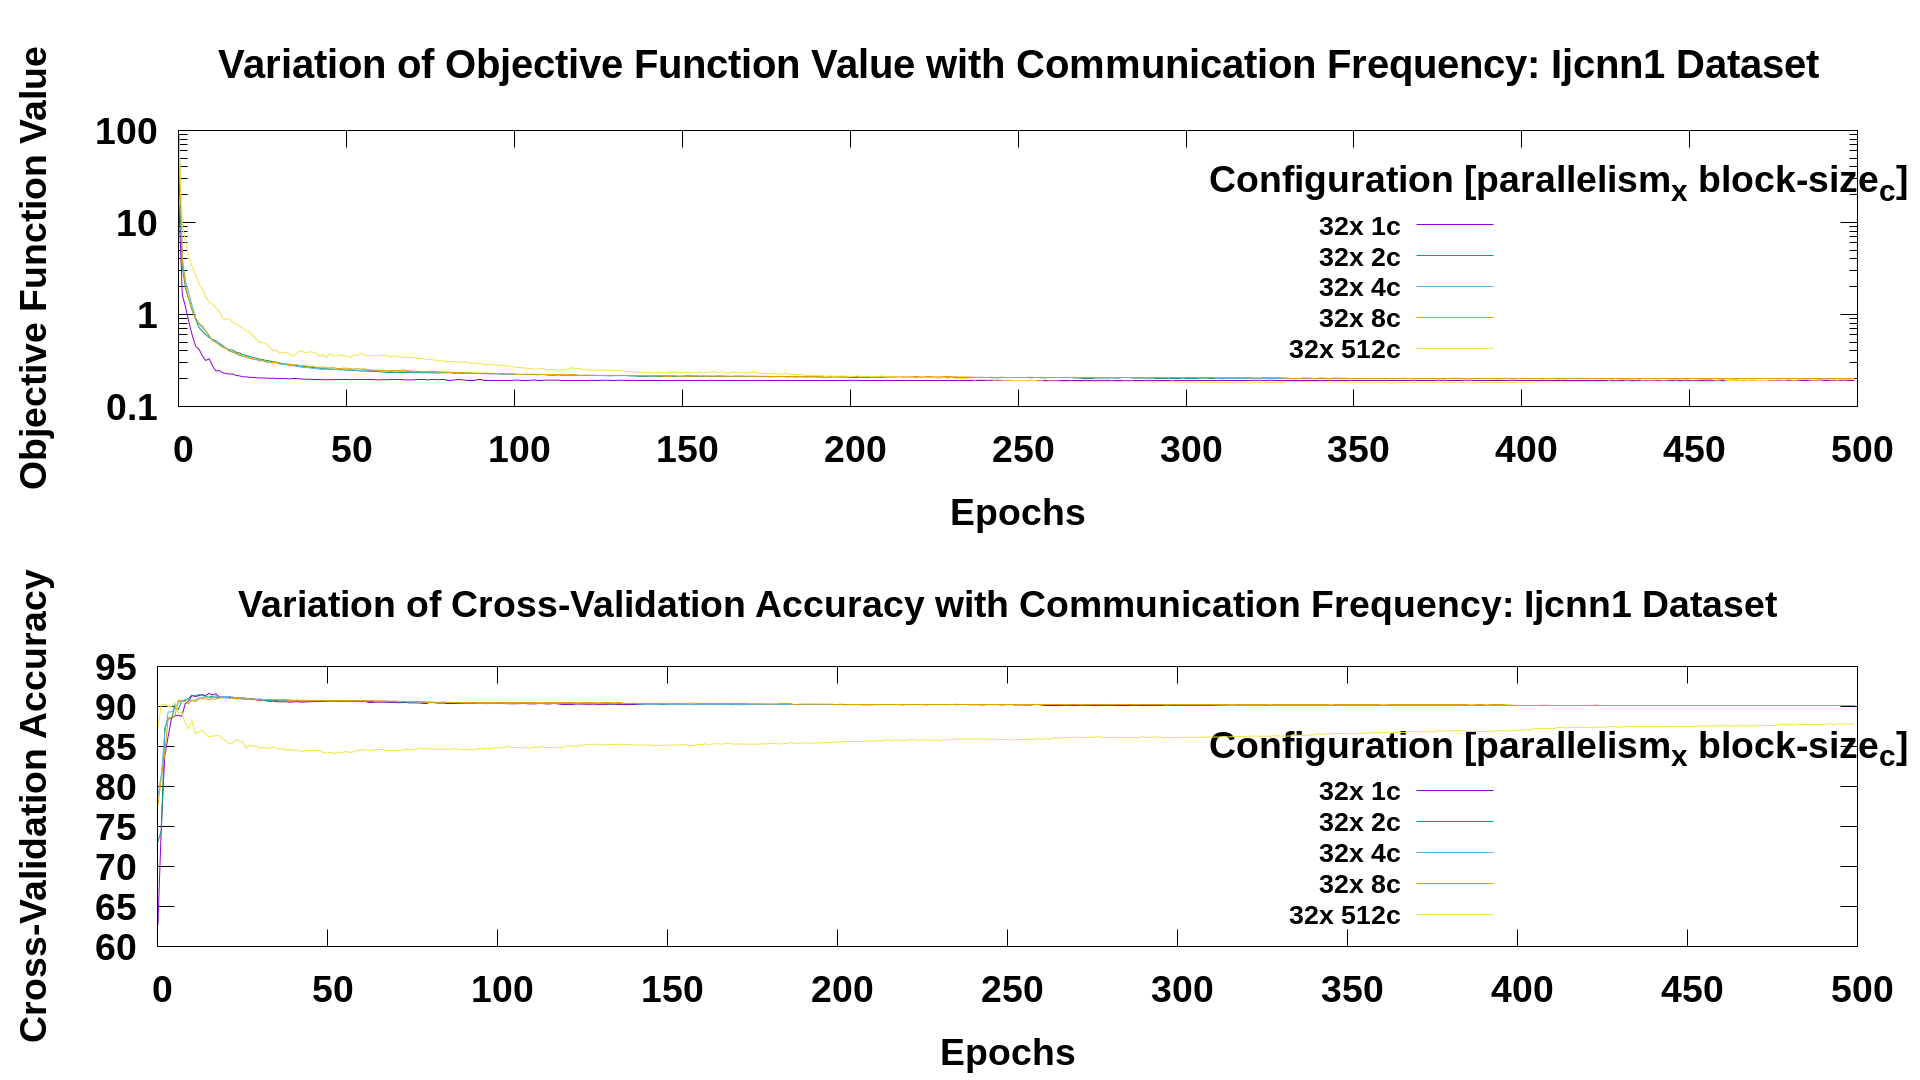 Variation of Objective Function Value with Communication Frequency: Ijcnn1 Dataset
Objective Function Value
100
10
1
0.1
Configuration [parallelism_x block-size_c]
32x 1c
32x 2c
32x 4c
32x 8c
32x 512c
0 50 100 150 200 250 300 350 400 450 500
Epochs
Variation of Cross-Validation Accuracy with Communication Frequency: Ijcnn1 Dataset
Cross-Validation Accuracy
95
90
85
80
75
70
65
60
Configuration [parallelism_x block-size_c]
32x 1c
32x 2c
32x 4c
32x 8c
32x 512c
0 50 100 150 200 250 300 350 400 450 500
Epochs